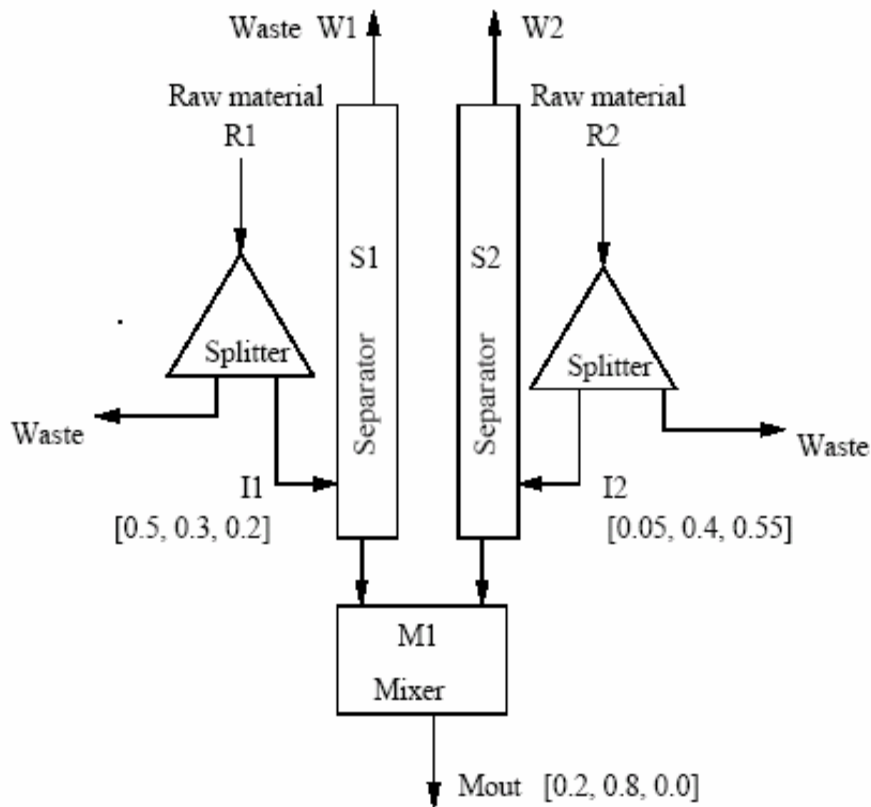 Waste W1
W2
Raw material
R1
Raw material
R2
S1
Separator
S2
Separator
Splitter
Splitter
Waste
Waste
I1
[0.5, 0.3, 0.2]
I2
[0.05, 0.4, 0.55]
M1
Mixer
Mout [0.2, 0.8, 0.0]